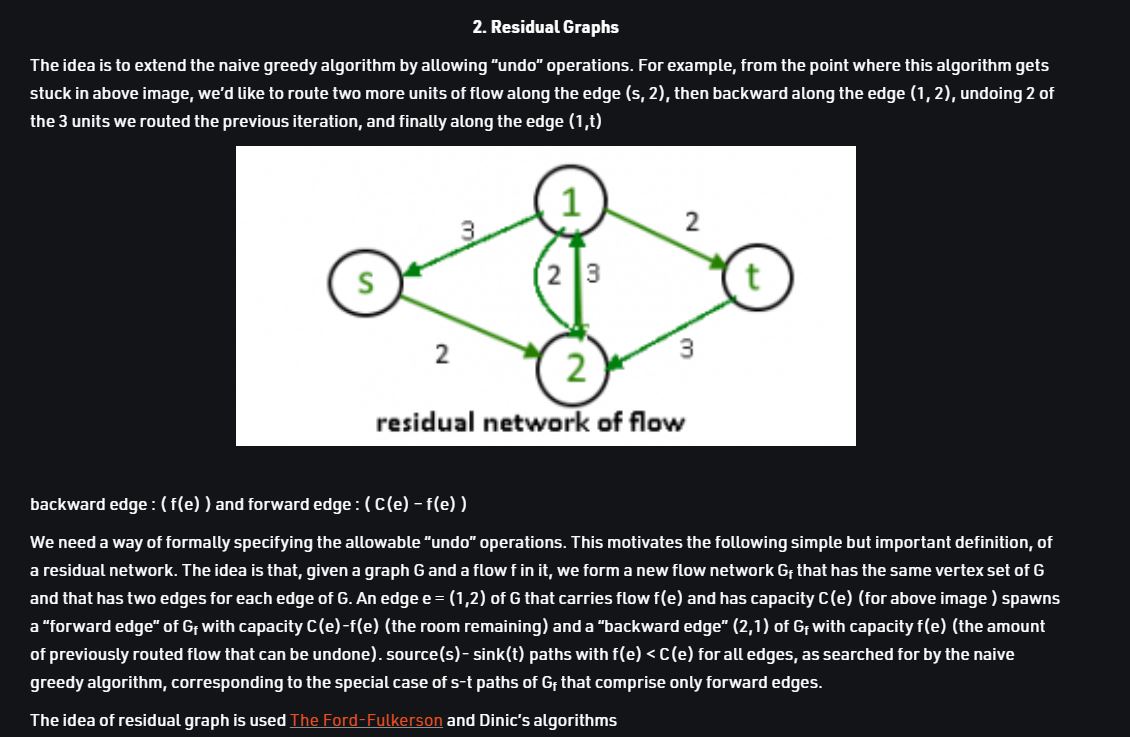 2. Residual Graphs
The idea is to extend the naive greedy algorithm by allowing “undo” operations. For example, from the point where this algorithm gets
stuck in above image, we’d like to route two more units of flow along the edge (s, 2), then backward along the edge (1, 2), undoing 2 of
the 3 units we routed the previous iteration, and finally along the edge (1,t)
1
3
2
s
2
3
t
2
3
2
residual network of flow
backward edge : ( f(e) ) and forward edge : ( C(e) – f(e) )
We need a way of formally specifying the allowable “undo” operations. This motivates the following simple but important definition, of
a residual network. The idea is that, given a graph G and a flow f in it, we form a new flow network Gf that has the same vertex set of G
and that has two edges for each edge of G. An edge e = (1,2) of G that carries flow f(e) and has capacity C(e) (for above image ) spawns
a “forward edge” of Gf with capacity C(e)-f(e) (the room remaining) and a “backward edge” (2,1) of Gf with capacity f(e) (the amount
of previously routed flow that can be undone). source(s)- sink(t) paths with f(e) < C(e) for all edges, as searched for by the naive
greedy algorithm, corresponding to the special case of s-t paths of Gf that comprise only forward edges.
The idea of residual graph is used The Ford-Fulkerson and Dinic’s algorithms